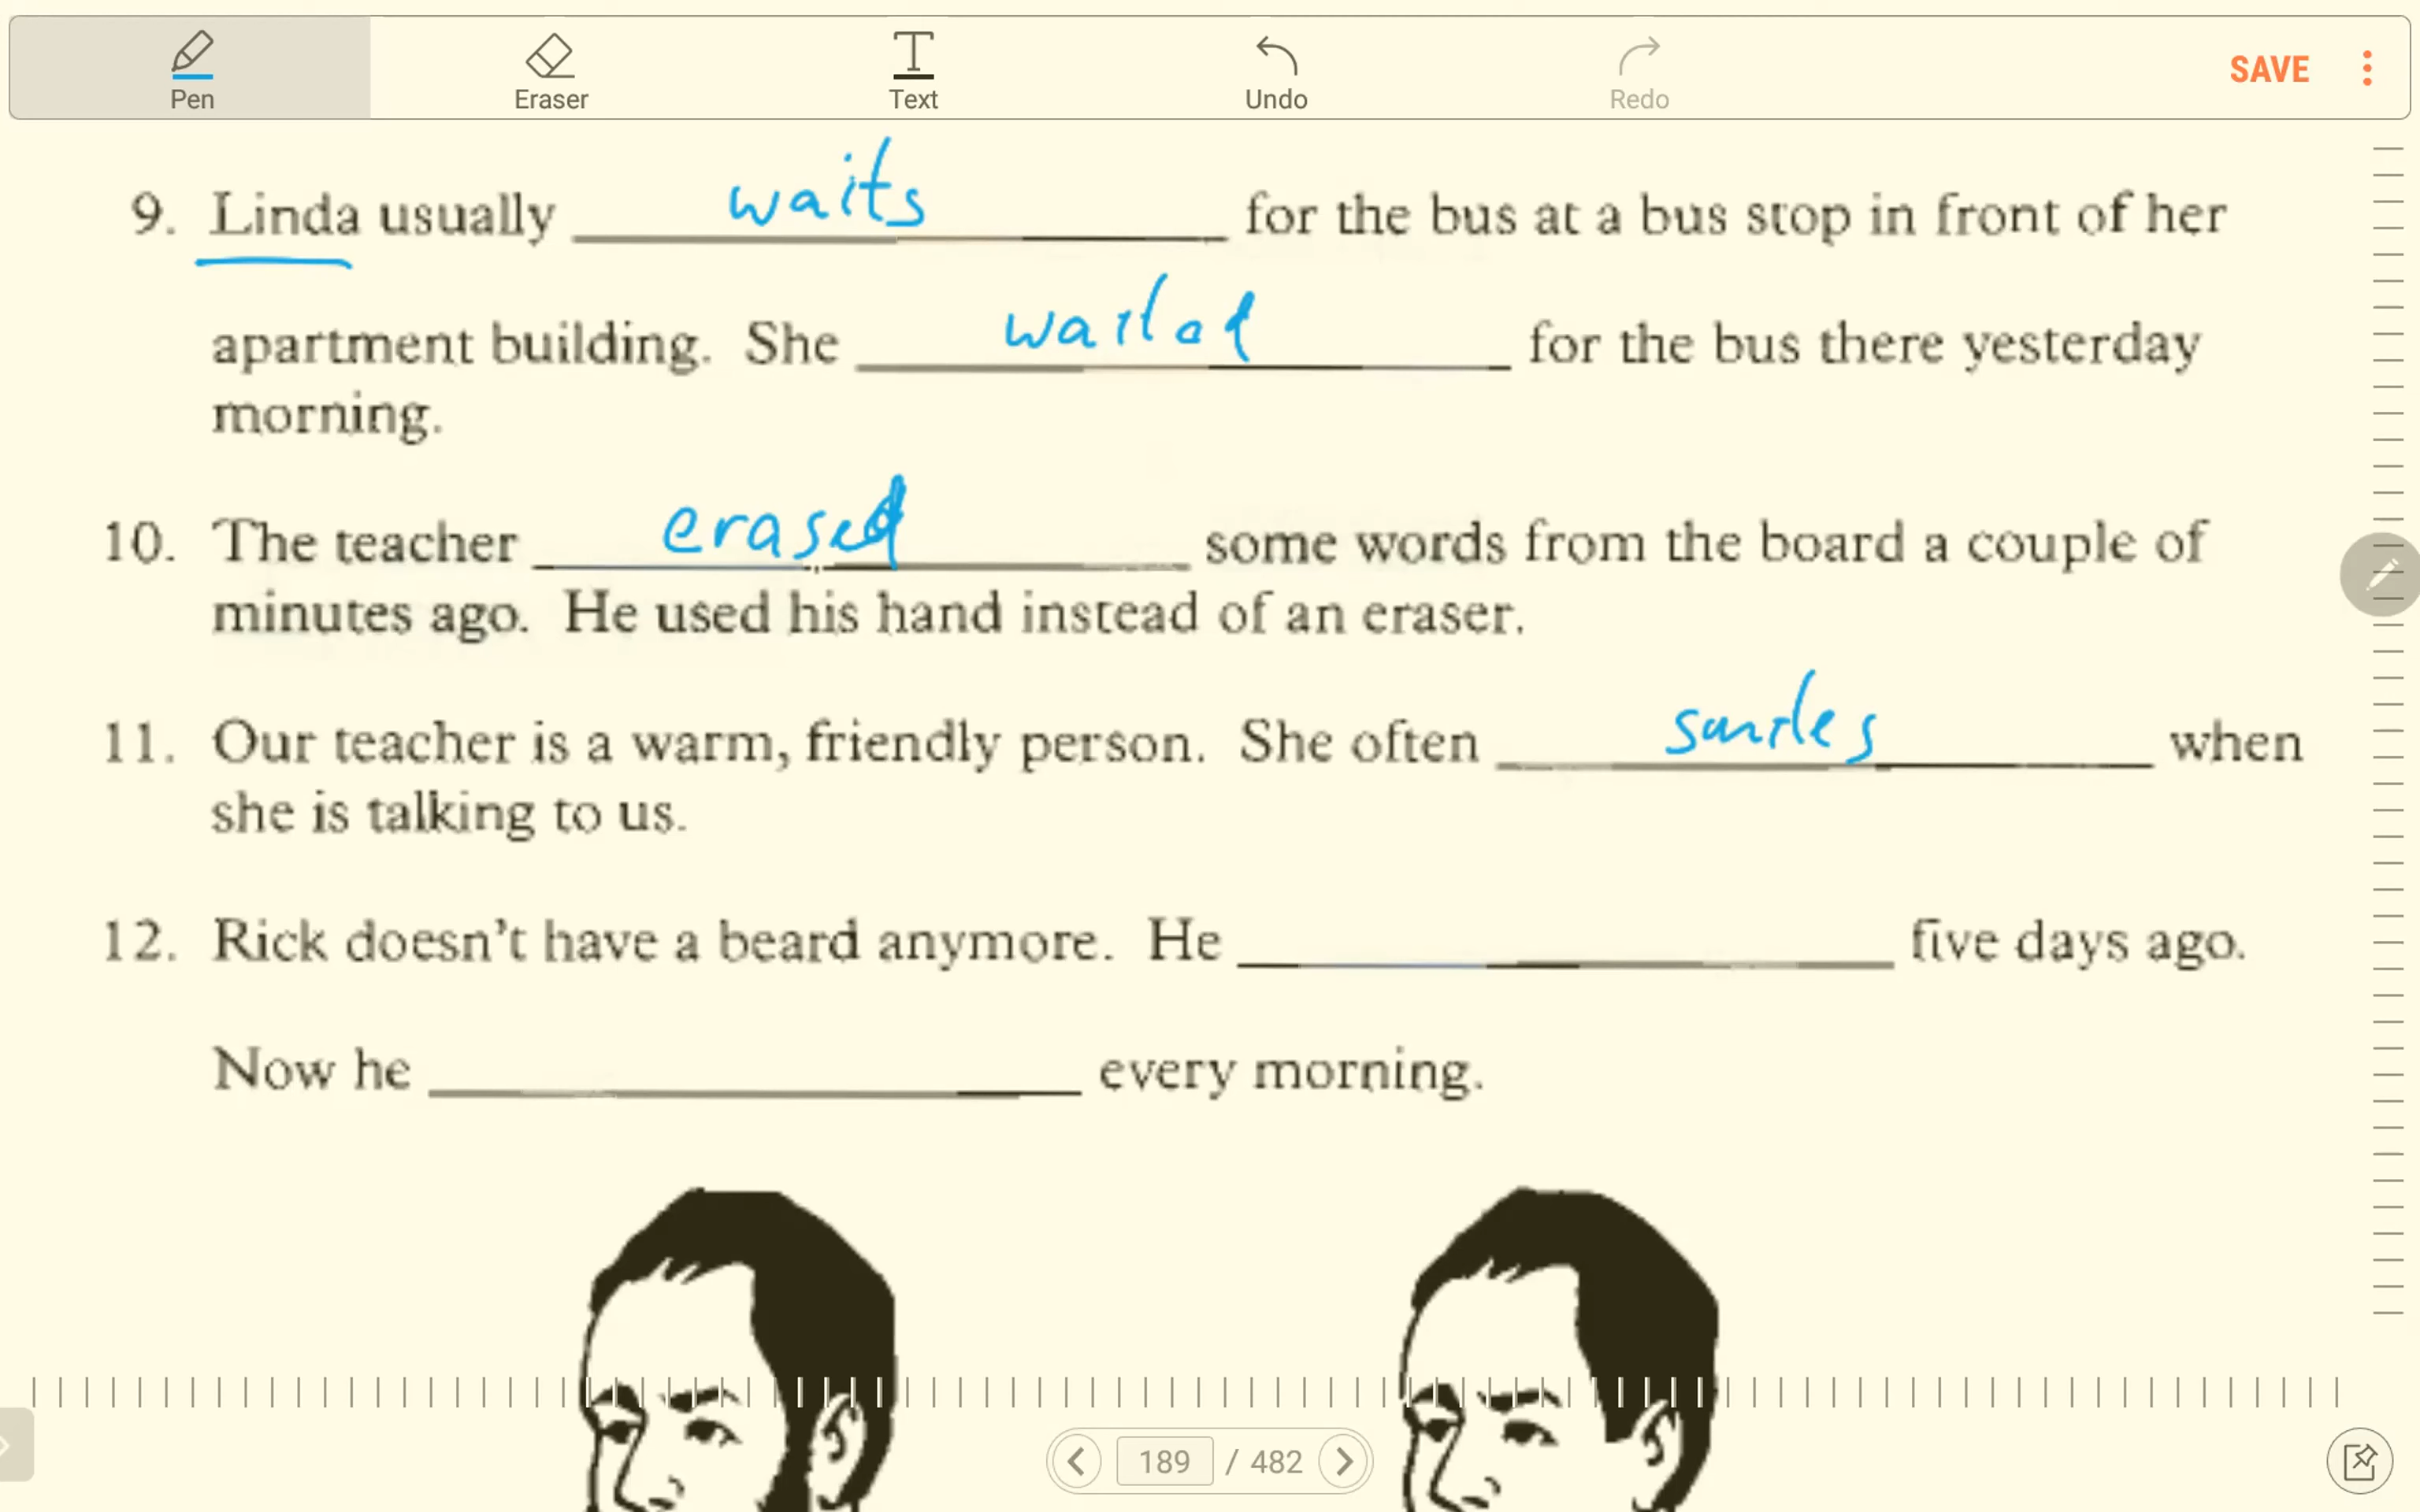 Pen Eraser Text Undo Redo SAVE
9. Linda usually waits for the bus at a bus stop in front of her
apartment building. She waited for the bus there yesterday
morning.
10. The teacher erased some words from the board a couple of
minutes ago. He used his hand instead of an eraser.
11. Our teacher is a warm, friendly person. She often smiles when
she is talking to us.
12. Rick doesn't have a beard anymore. He ____ five days ago.
Now he ____ every morning.
189 / 482